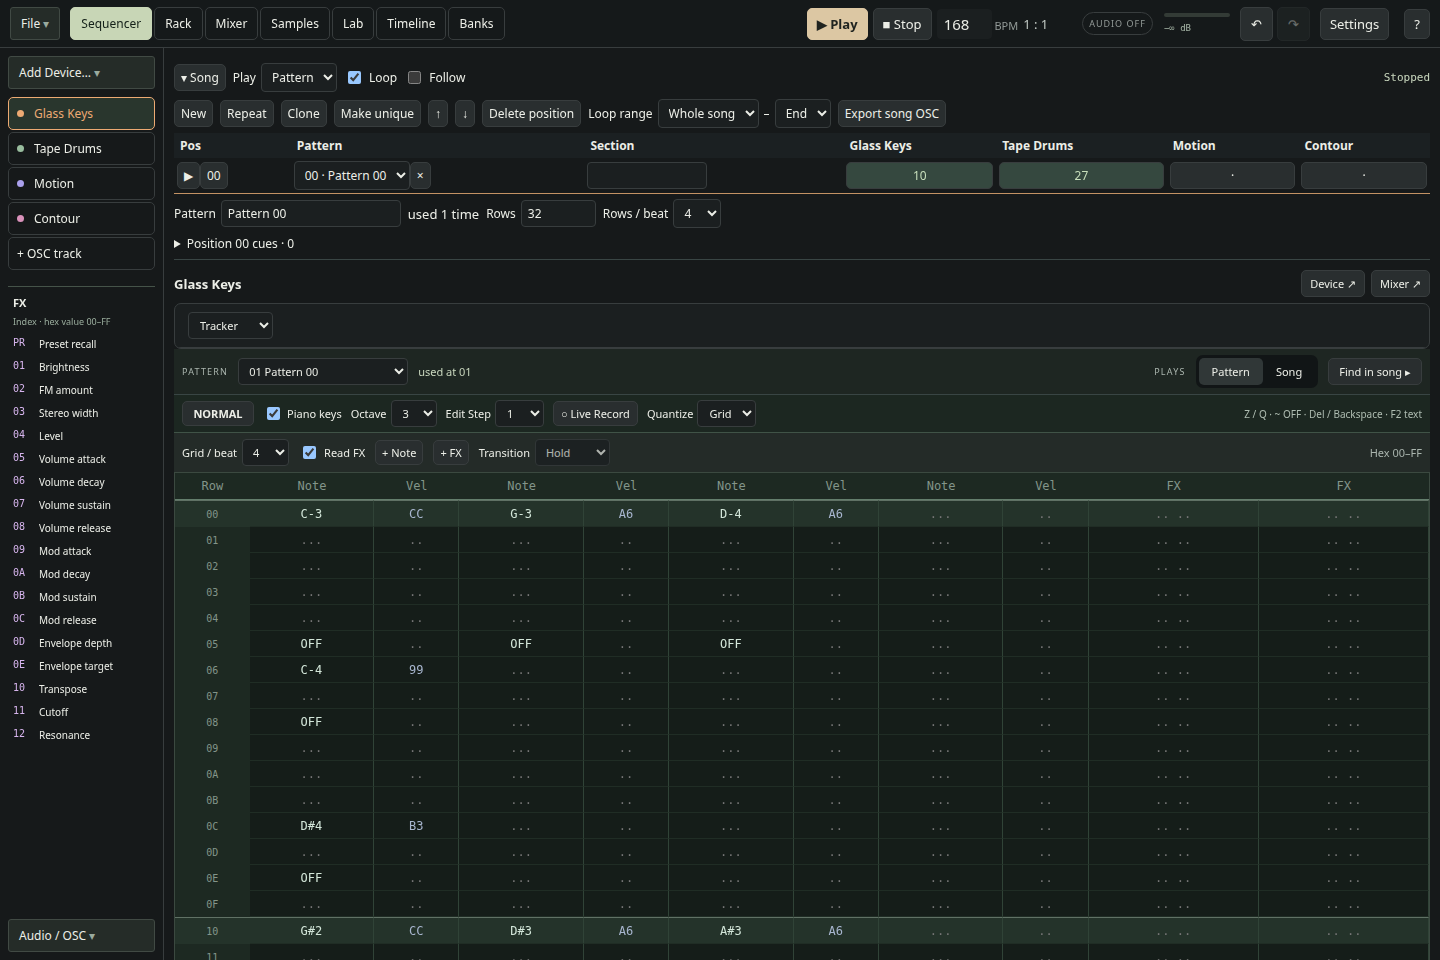 File ▾ Sequencer Rack Mixer Samples Lab Timeline Banks ▶ Play ■ Stop 168 BPM 1 : 1 AUDIO OFF −∞ dB ↶ ↷ Settings ?
Add Device... ▾
Glass Keys
Tape Drums
Motion
Contour
+ OSC track
FX
Index · hex value 00–FF
PR Preset recall
01 Brightness
02 FM amount
03 Stereo width
04 Level
05 Volume attack
06 Volume decay
07 Volume sustain
08 Volume release
09 Mod attack
0A Mod decay
0B Mod sustain
0C Mod release
0D Envelope depth
0E Envelope target
10 Transpose
11 Cutoff
12 Resonance
Audio / OSC ▾
▾ Song Play Pattern Loop Follow Stopped
New Repeat Clone Make unique ↑ ↓ Delete position Loop range Whole song – End Export song OSC
Pos Pattern Section Glass Keys Tape Drums Motion Contour
▶ 00 00 · Pattern 00 × 10 27 · ·
Pattern Pattern 00 used 1 time Rows 32 Rows / beat 4
▶ Position 00 cues · 0
Glass Keys Device ↗ Mixer ↗
Tracker
PATTERN 01 Pattern 00 used at 01 PLAYS Pattern Song Find in song ▸
NORMAL Piano keys Octave 3 Edit Step 1 ○ Live Record Quantize Grid Z / Q · ~ OFF · Del / Backspace · F2 text
Grid / beat 4 Read FX + Note + FX Transition Hold Hex 00–FF
Row Note Vel Note Vel Note Vel Note Vel FX FX
00 C-3 CC G-3 A6 D-4 A6 ... .. .. .. .. ..
01 ... .. ... .. ... .. ... .. .. .. .. ..
02 ... .. ... .. ... .. ... .. .. .. .. ..
03 ... .. ... .. ... .. ... .. .. .. .. ..
04 ... .. ... .. ... .. ... .. .. .. .. ..
05 OFF .. OFF .. OFF .. ... .. .. .. .. ..
06 C-4 99 ... .. ... .. ... .. .. .. .. ..
07 ... .. ... .. ... .. ... .. .. .. .. ..
08 OFF .. ... .. ... .. ... .. .. .. .. ..
09 ... .. ... .. ... .. ... .. .. .. .. ..
0A ... .. ... .. ... .. ... .. .. .. .. ..
0B ... .. ... .. ... .. ... .. .. .. .. ..
0C D#4 B3 ... .. ... .. ... .. .. .. .. ..
0D ... .. ... .. ... .. ... .. .. .. .. ..
0E OFF .. ... .. ... .. ... .. .. .. .. ..
0F ... .. ... .. ... .. ... .. .. .. .. ..
10 G#2 CC D#3 A6 A#3 A6 ... .. .. .. .. ..
11 ... .. ... .. ... .. ... .. .. .. .. ..